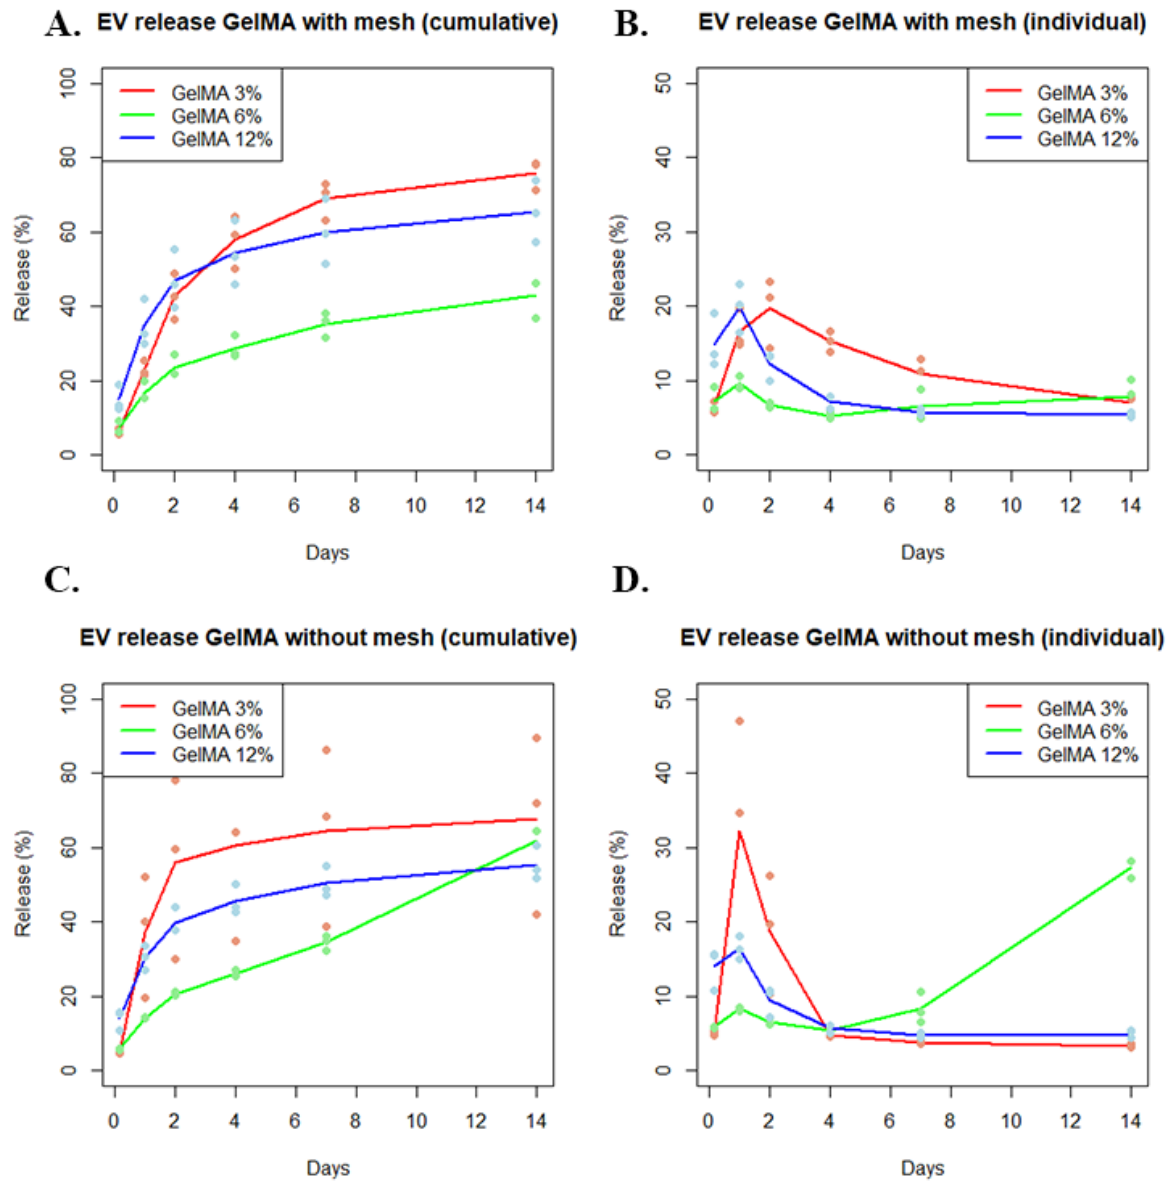 A. EV release GelMA with mesh (cumulative)
GelMA 3%
GelMA 6%
GelMA 12%
100
80
60
40
20
0
Release (%)
0 2 4 6 8 10 12 14
Days
B. EV release GelMA with mesh (individual)
GelMA 3%
GelMA 6%
GelMA 12%
50
40
30
20
10
0
Release (%)
0 2 4 6 8 10 12 14
Days
C.
EV release GelMA without mesh (cumulative)
GelMA 3%
GelMA 6%
GelMA 12%
100
80
60
40
20
0
Release (%)
0 2 4 6 8 10 12 14
Days
D.
EV release GelMA without mesh (individual)
GelMA 3%
GelMA 6%
GelMA 12%
50
40
30
20
10
0
Release (%)
0 2 4 6 8 10 12 14
Days